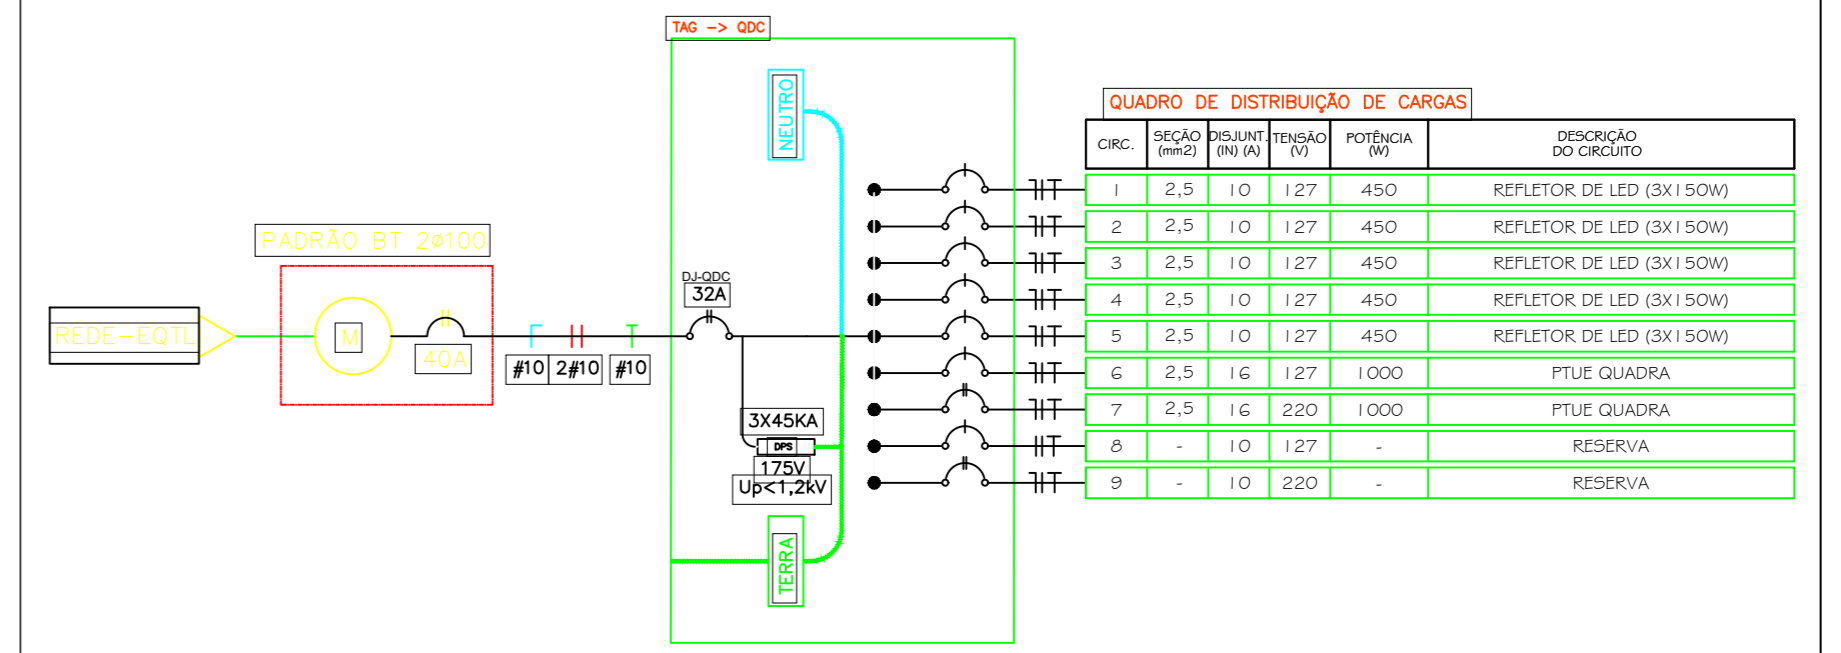 TAG -> QDC
NEUTRO
QUADRO DE DISTRIBUIÇÃO DE CARGAS
CIRC. SEÇÃO (mm2) DISJUNT. (IN) (A) TENSÃO (V) POTÊNCIA (W) DESCRIÇÃO DO CIRCUITO
1 2,5 10 127 450 REFLETOR DE LED (3X150W)
2 2,5 10 127 450 REFLETOR DE LED (3X150W)
3 2,5 10 127 450 REFLETOR DE LED (3X150W)
4 2,5 10 127 450 REFLETOR DE LED (3X150W)
5 2,5 10 127 450 REFLETOR DE LED (3X150W)
6 2,5 16 127 1000 PTUE QUADRA
7 2,5 16 220 1000 PTUE QUADRA
8 - 10 127 - RESERVA
9 - 10 220 - RESERVA
PADRÃO BT 2ø100
REDE-EQTL
M
40A
#10 2#10 #10
DJ-QDC
32A
3X45KA
DPS
175V
Up<1,2kV
TERRA